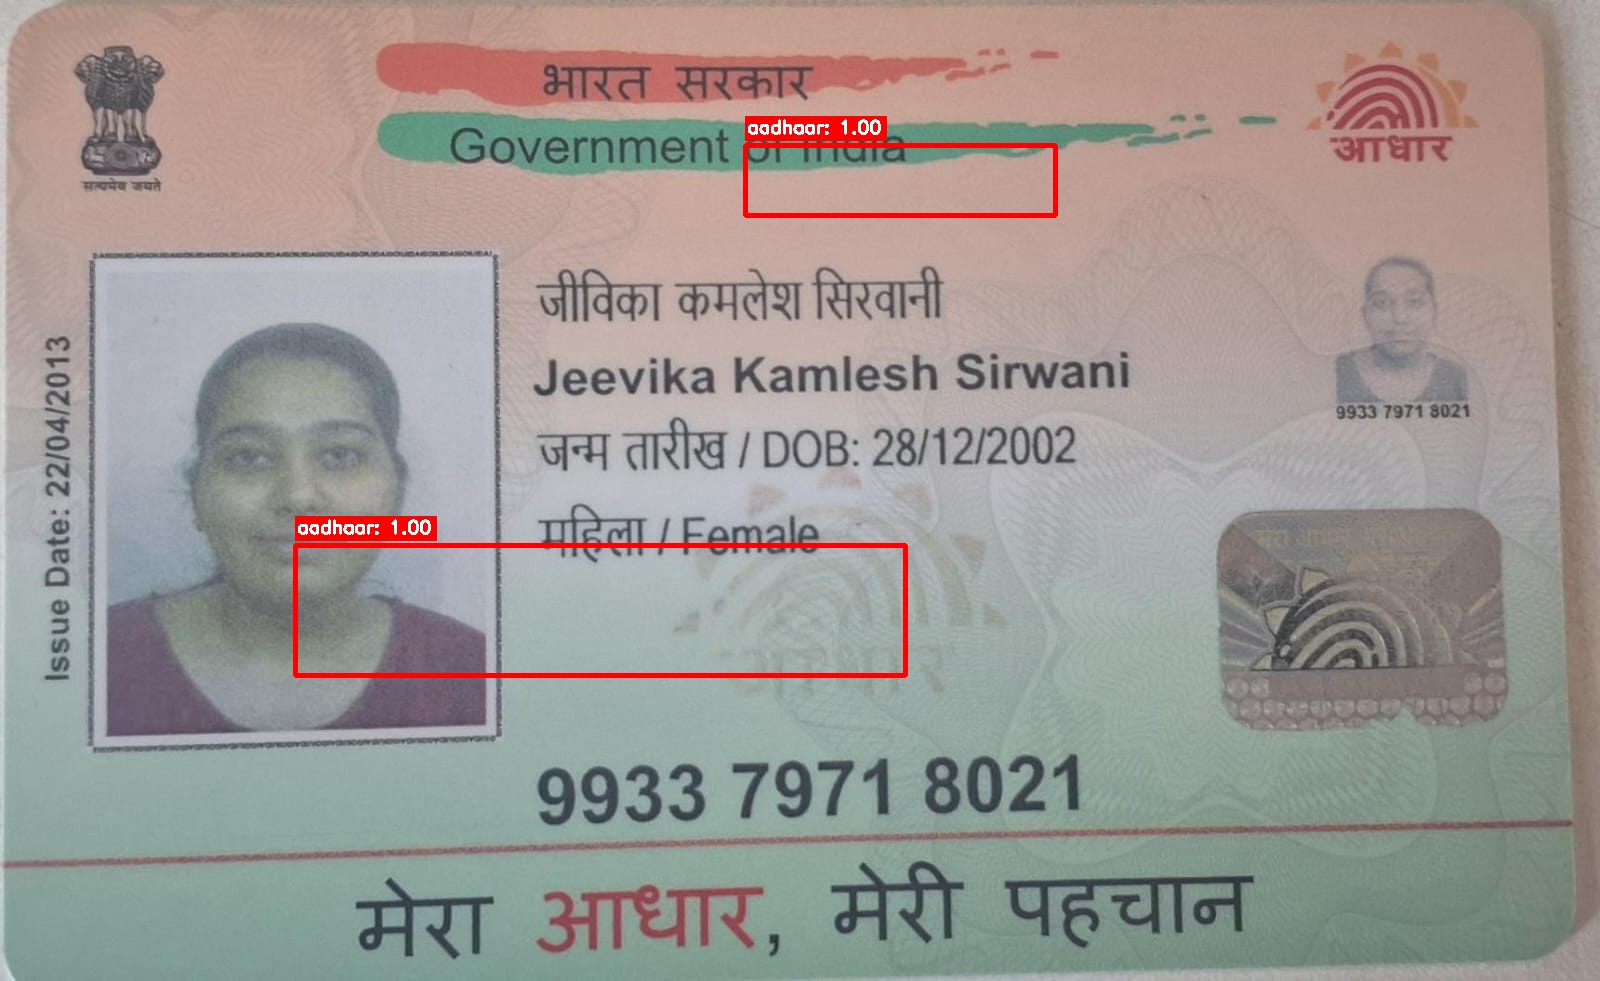 भारत सरकार
Government of India
aadhaar: 1.00
सत्यमेव जयते
आधार
Issue Date: 22/04/2013
जीविका कमलेश सिरवानी
Jeevika Kamlesh Sirwani
जन्म तारीख / DOB: 28/12/2002
महिला / Female
aadhaar: 1.00
9933 7971 8021
9933 7971 8021
मेरा आधार, मेरी पहचान